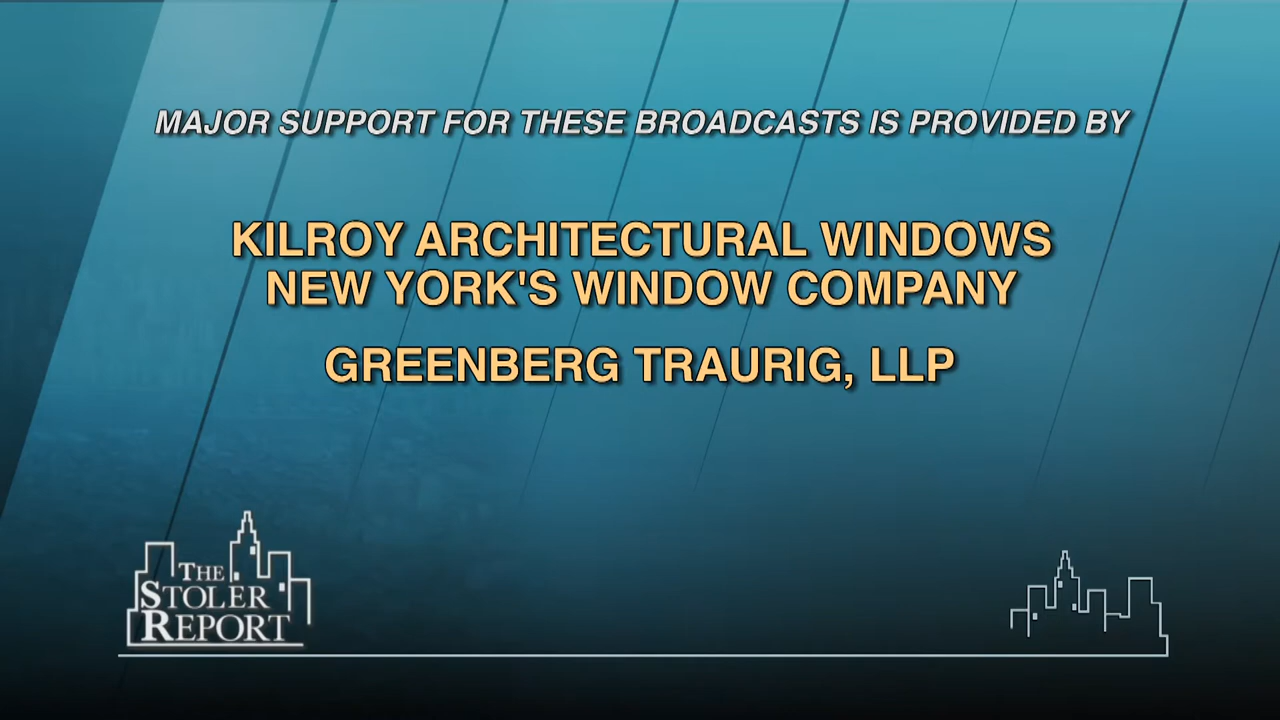 MAJOR SUPPORT FOR THESE BROADCASTS IS PROVIDED BY
KILROY ARCHITECTURAL WINDOWS
NEW YORK'S WINDOW COMPANY
GREENBERG TRAURIG, LLP
THE
STOLER
REPORT